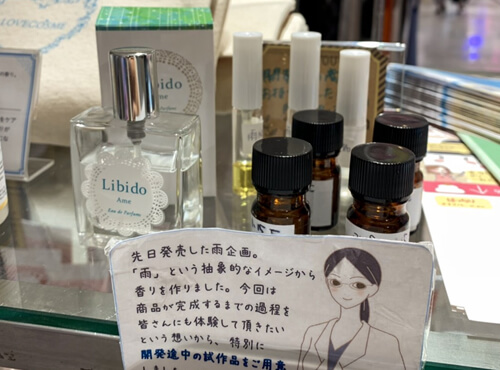 LOVECOSME
Libido
Ame
Eau de Parfum
先日発売した雨企画。
「雨」という抽象的なイメージから
香りを作りました。今回は
商品が完成するまでの過程を
皆さんにも体験して頂きたい
という想いから、特別に
開発途中の試作品をご用意
しました